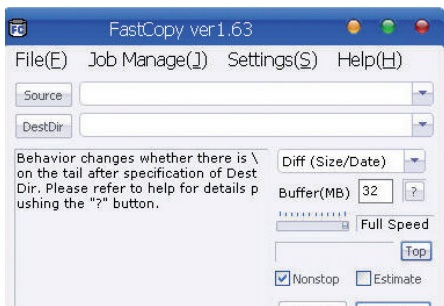 FC FastCopy ver1.63
File(F) Job Manage(J) Settings(S) Help(H)
Source
DestDir
Behavior changes whether there is \
on the tail after specification of Dest
Dir. Please refer to help for details p
ushing the "?" button.
Diff (Size/Date)
Buffer(MB) 32 ?
Full Speed
Top
Nonstop Estimate